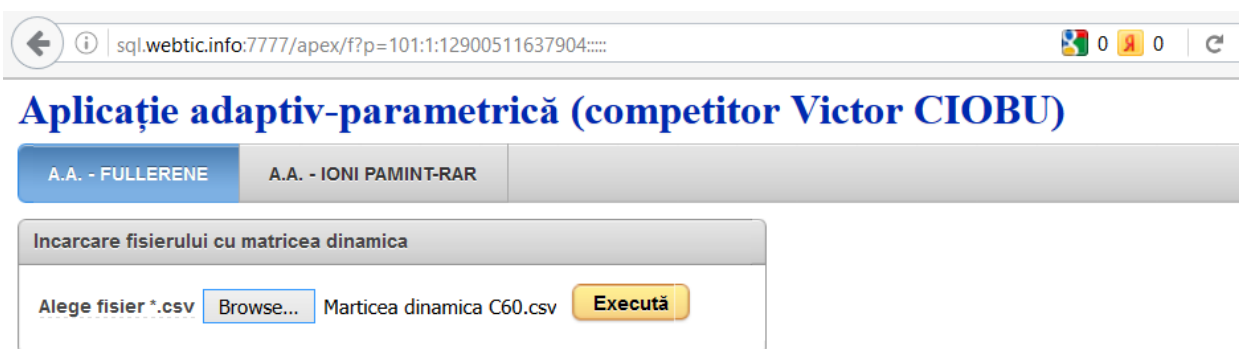 sql.webtic.info:7777/apex/f?p=101:1:12900511637904::::: 0 Я 0
Aplicație adaptiv-parametrică (competitor Victor CIOBU)
A.A. - FULLERENE A.A. - IONI PAMINT-RAR
Incarcare fisierului cu matricea dinamica
Alege fisier *.csv Browse... Marticea dinamica C60.csv Execută